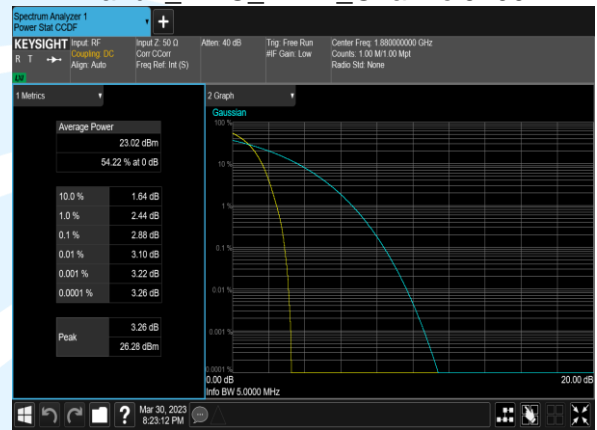 Spectrum Analyzer 1
Power Stat CCDF
+
KEYSIGHT
R T
LW
Input: RF
Coupling: DC
Align: Auto
Input Z: 50 Ω
Corr CCorr
Freq Ref: Int (S)
Atten: 40 dB
Trig: Free Run
#IF Gain: Low
Center Freq: 1.880000000 GHz
Counts: 1.00 M/1.00 Mpt
Radio Std: None
1 Metrics
Average Power
23.02 dBm
54.22 % at 0 dB
10.0 % 1.64 dB
1.0 % 2.44 dB
0.1 % 2.88 dB
0.01 % 3.10 dB
0.001 % 3.22 dB
0.0001 % 3.26 dB
Peak
3.26 dB
26.28 dBm
2 Graph
Gaussian
100 %
10 %
1 %
0.1 %
0.01 %
0.001 %
0.0001 %
0.00 dB
20.00 dB
Info BW 5.0000 MHz
?
Mar 30, 2023
8:23:12 PM